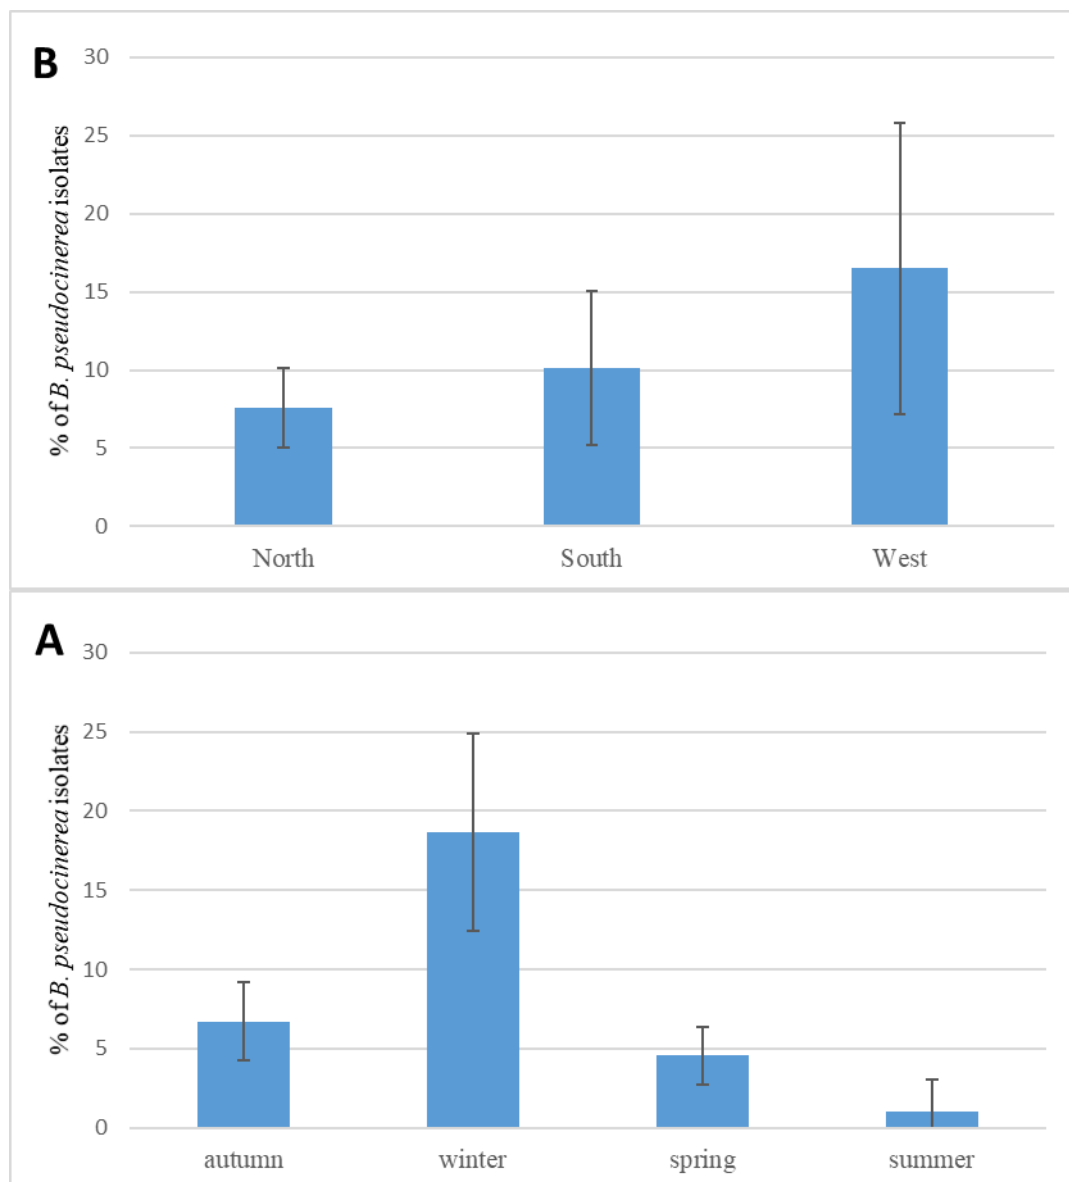 B
% of B. pseudocinerea isolates
30
25
20
15
10
5
0
North South West
A
% of B. pseudocinerea isolates
30
25
20
15
10
5
0
autumn winter spring summer